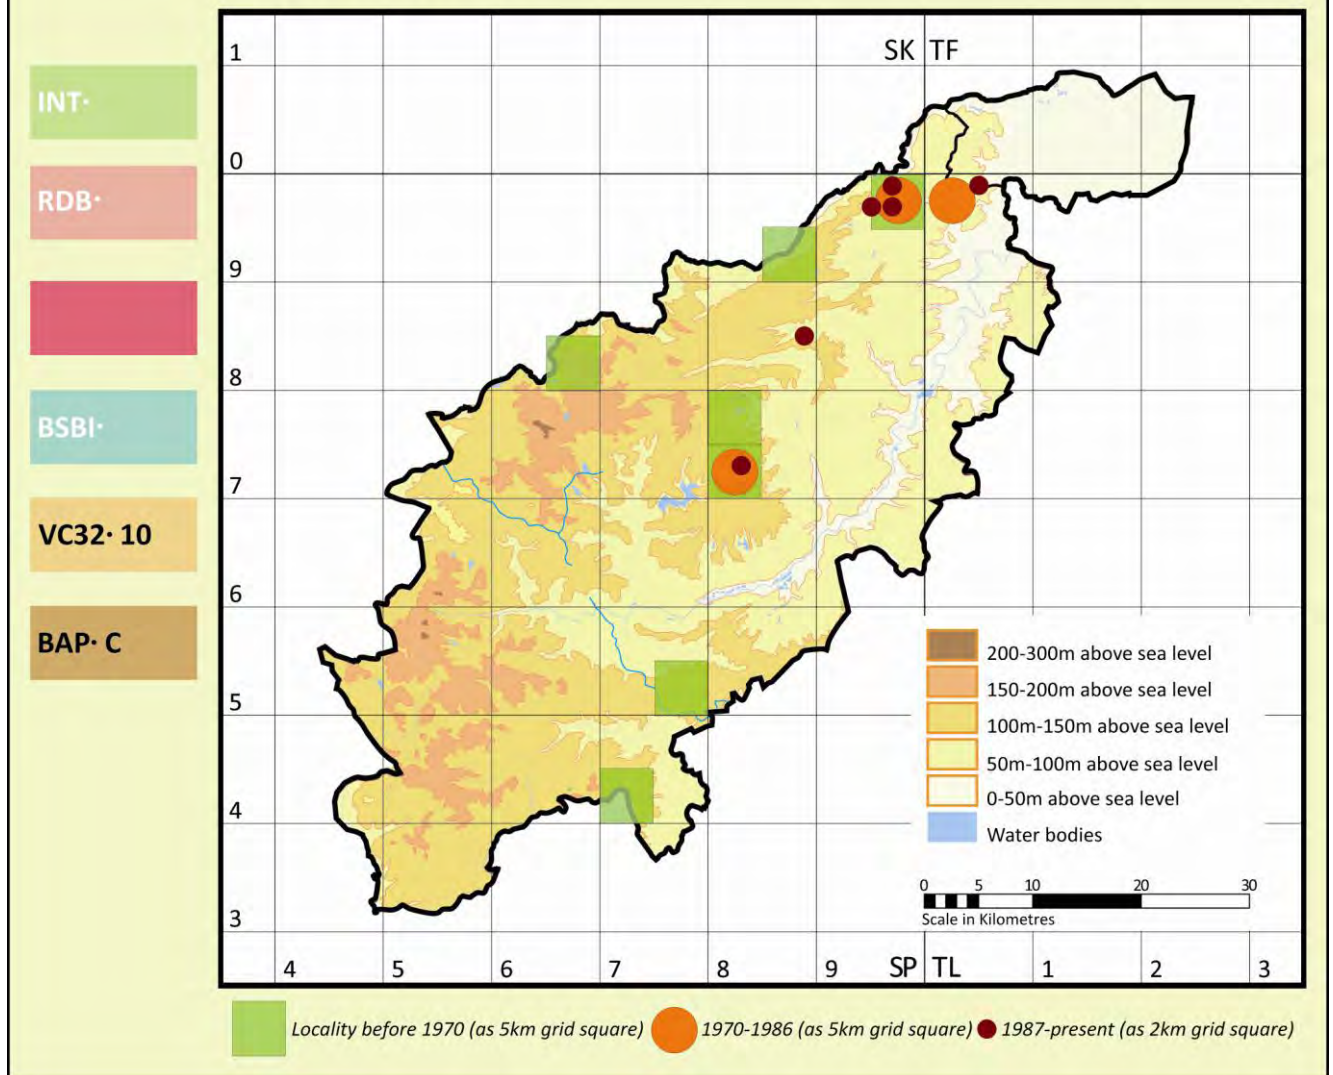 INT·
RDB·
BSBI·
VC32· 10
BAP· C
SK TF
1
0
9
8
7
6
5
4
3
200-300m above sea level
150-200m above sea level
100m-150m above sea level
50m-100m above sea level
0-50m above sea level
Water bodies
0 5 10 20 30
Scale in Kilometres
4 5 6 7 8 9 SP TL 1 2 3
Locality before 1970 (as 5km grid square) 1970-1986 (as 5km grid square) 1987-present (as 2km grid square)